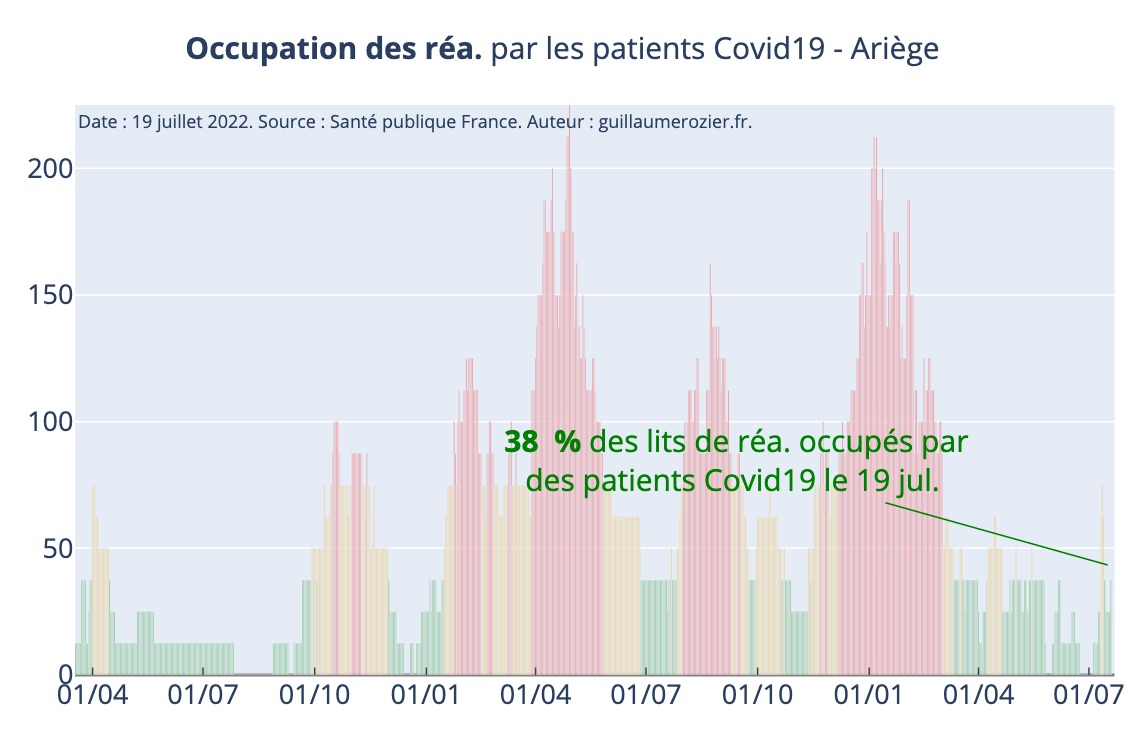 Occupation des réa. par les patients Covid19 - Ariège
Date : 19 juillet 2022. Source : Santé publique France. Auteur : guillaumerozier.fr.
200
150
100
50
0
38 % des lits de réa. occupés par
des patients Covid19 le 19 jul.
01/04 01/07 01/10 01/01 01/04 01/07 01/10 01/01 01/04 01/07